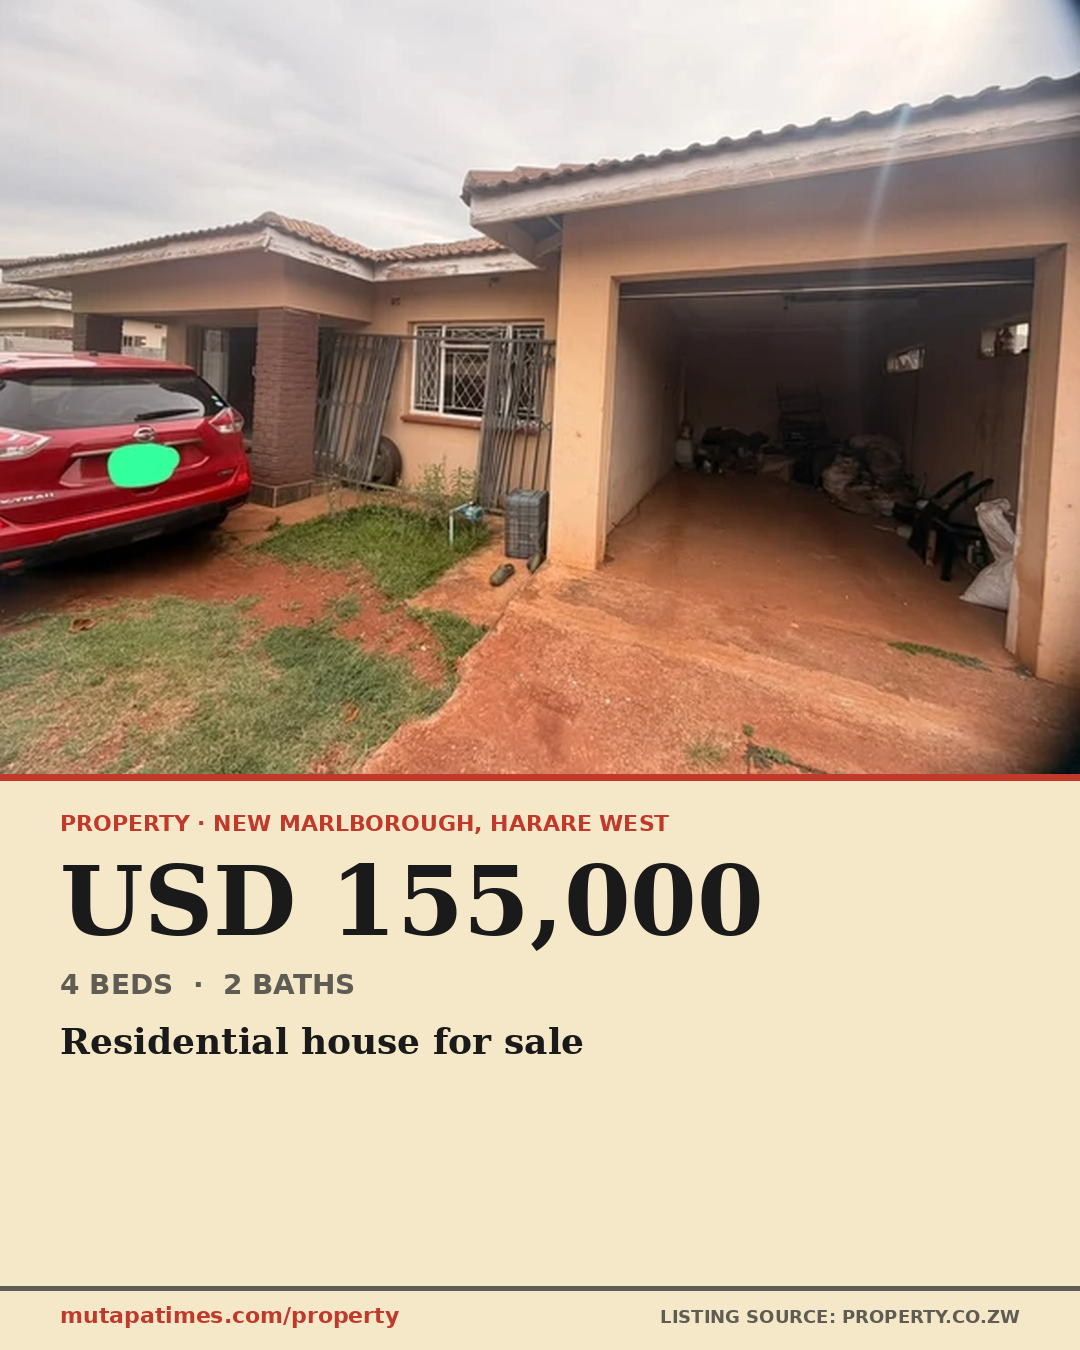 X-TRAIL
PROPERTY · NEW MARLBOROUGH, HARARE WEST
USD 155,000
4 BEDS · 2 BATHS
Residential house for sale
mutapatimes.com/property
LISTING SOURCE: PROPERTY.CO.ZW